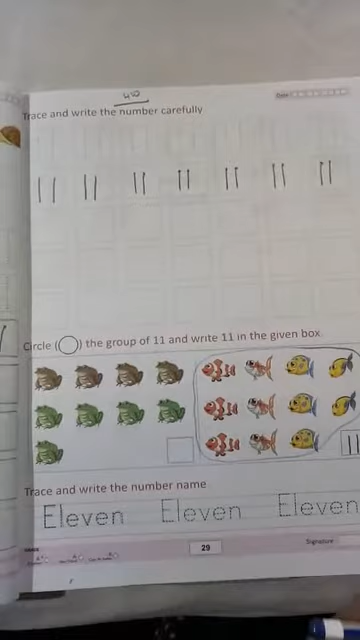 Trace and write the number carefully
11 11 11 11 11 11 11
Circle ( ) the group of 11 and write 11 in the given box.
11
Trace and write the number name
Eleven Eleven Eleven
29
Signature